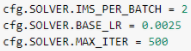 cfg.SOLVER.IMS_PER_BATCH = 2
cfg.SOLVER.BASE_LR = 0.0025
cfg.SOLVER.MAX_ITER = 500